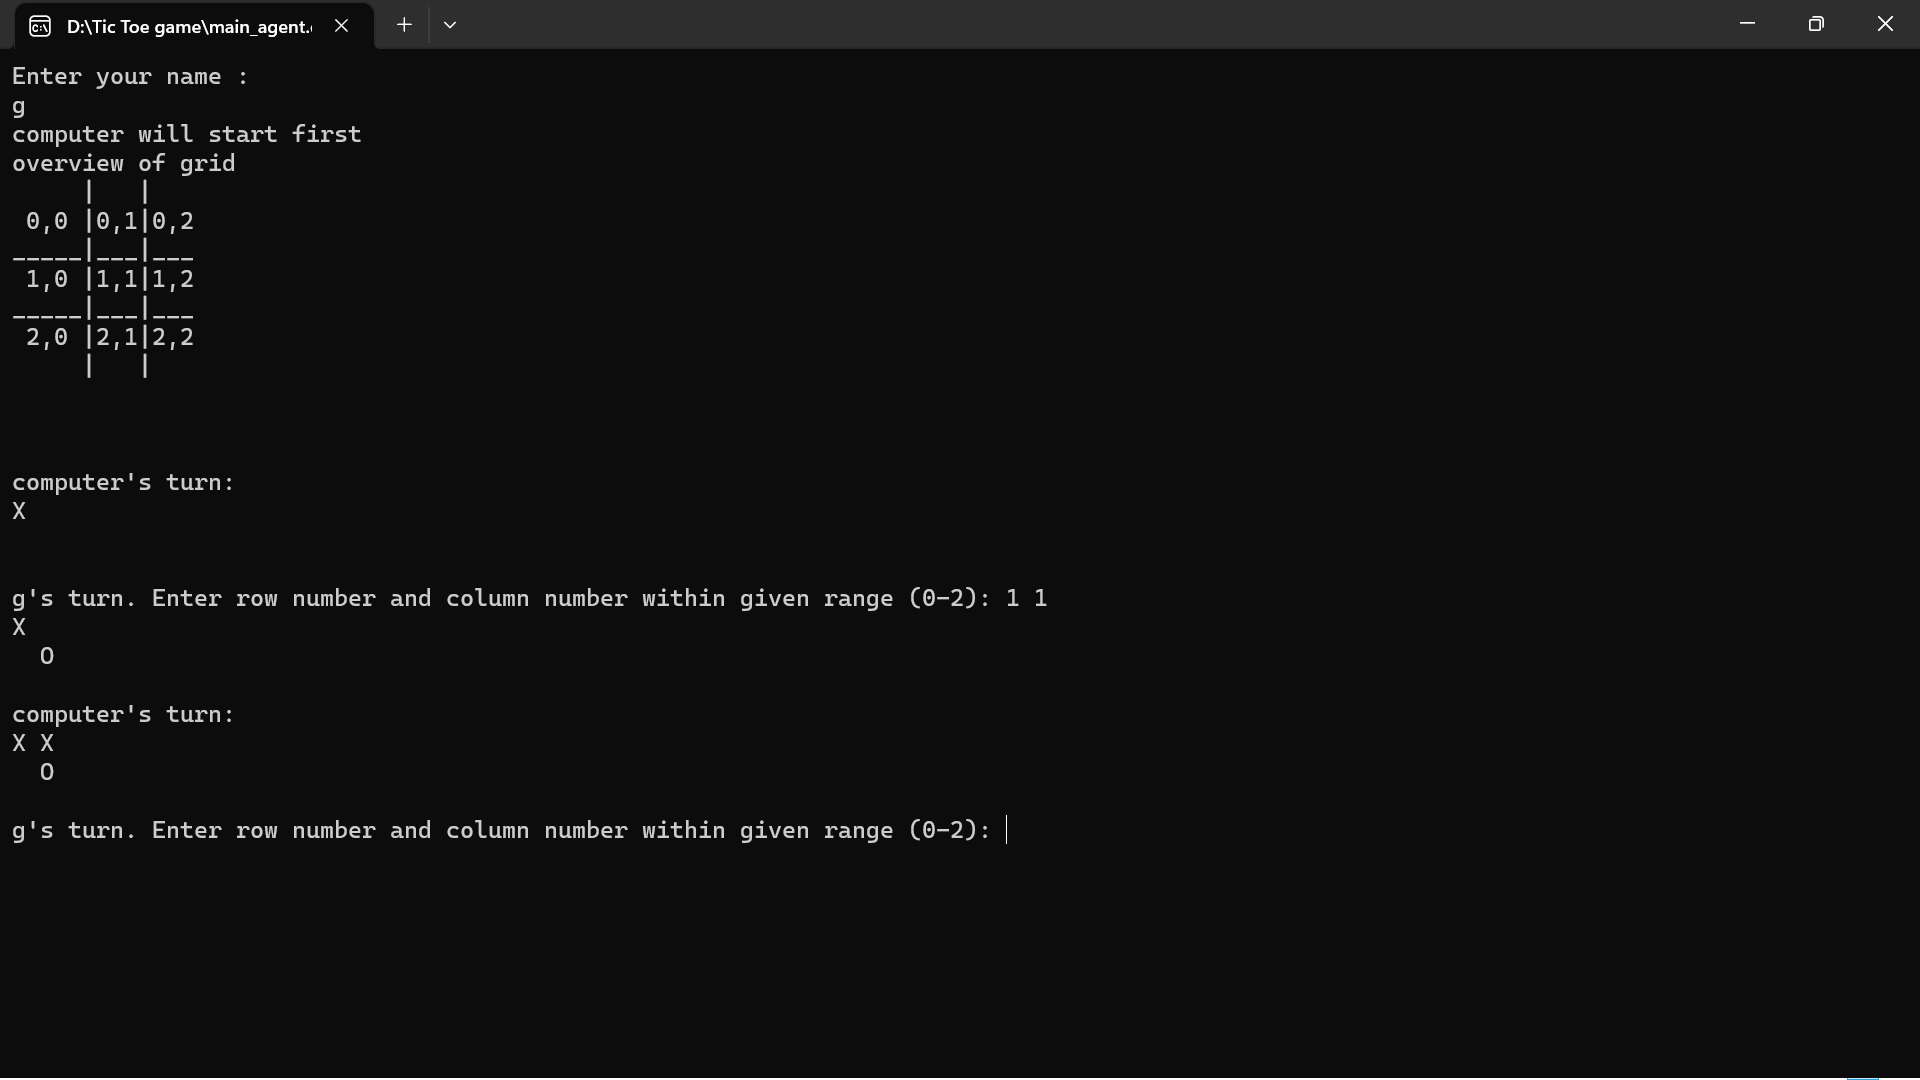 D:\Tic Toe game\main_agent.
Enter your name :
g
computer will start first
overview of grid
     |   |
 0,0 |0,1|0,2
_____|___|___
 1,0 |1,1|1,2
_____|___|___
 2,0 |2,1|2,2
     |   |
computer's turn:
X
g's turn. Enter row number and column number within given range (0-2): 1 1
X
  O
computer's turn:
X X
  O
g's turn. Enter row number and column number within given range (0-2):